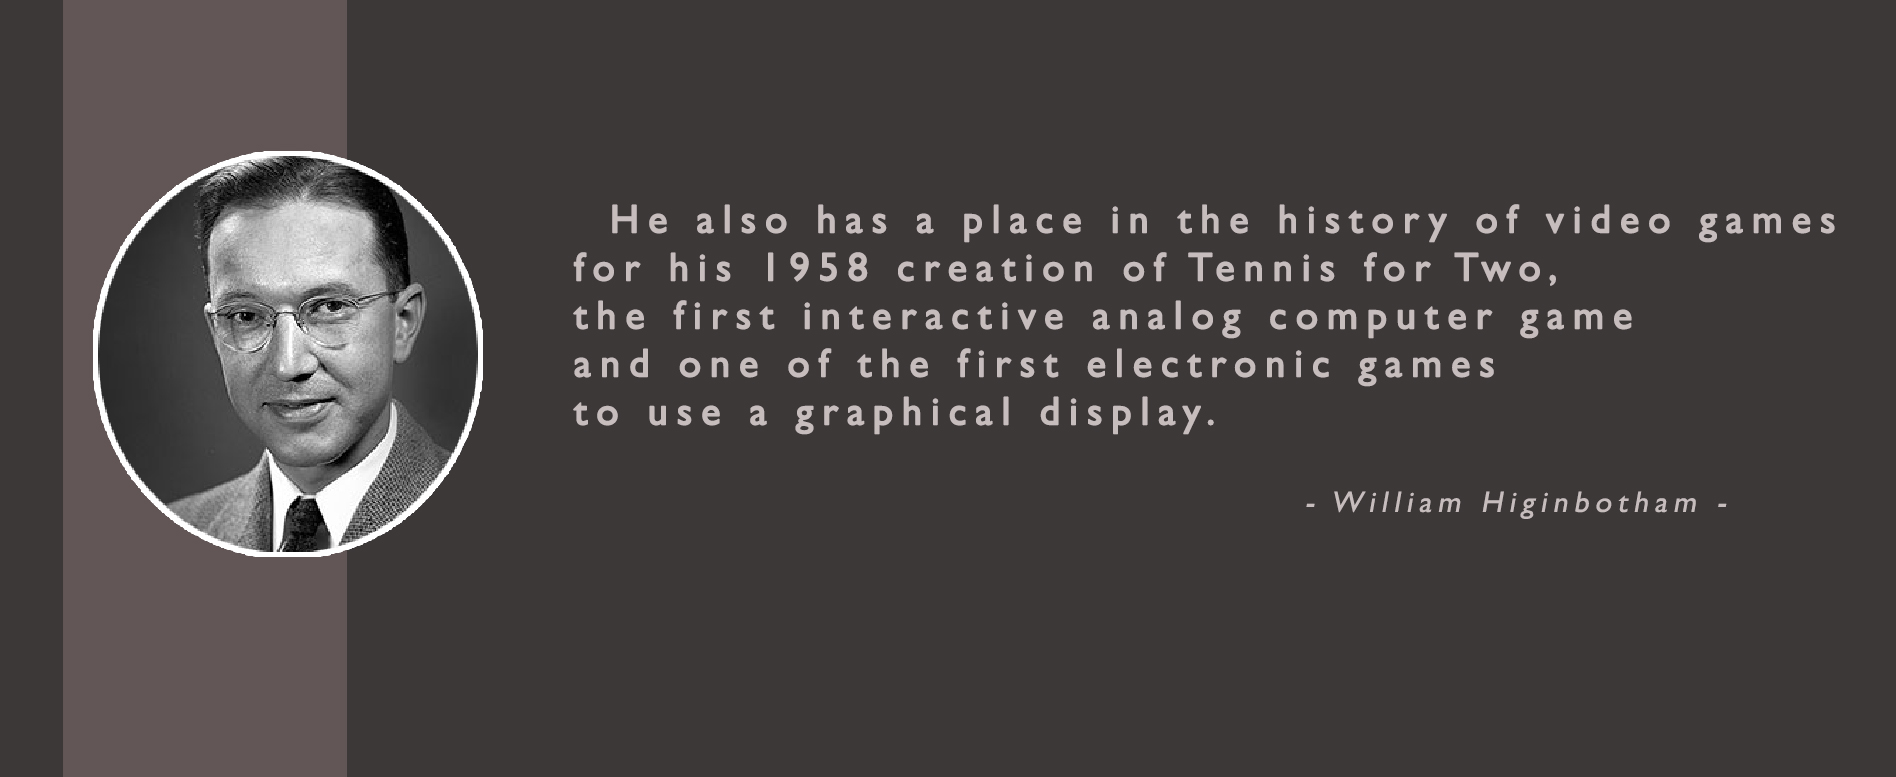 He also has a place in the history of video games
for his 1958 creation of Tennis for Two,
the first interactive analog computer game
and one of the first electronic games
to use a graphical display.
- William Higinbotham -